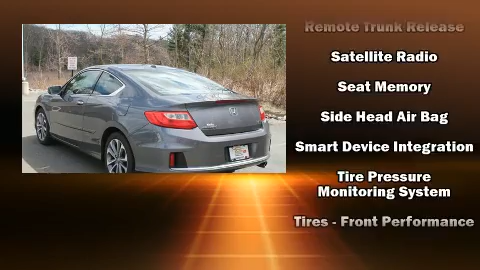 Remote Trunk Release
Satellite Radio
Seat Memory
Side Head Air Bag
Smart Device Integration
Tire Pressure
Monitoring System
Tires - Front Performance